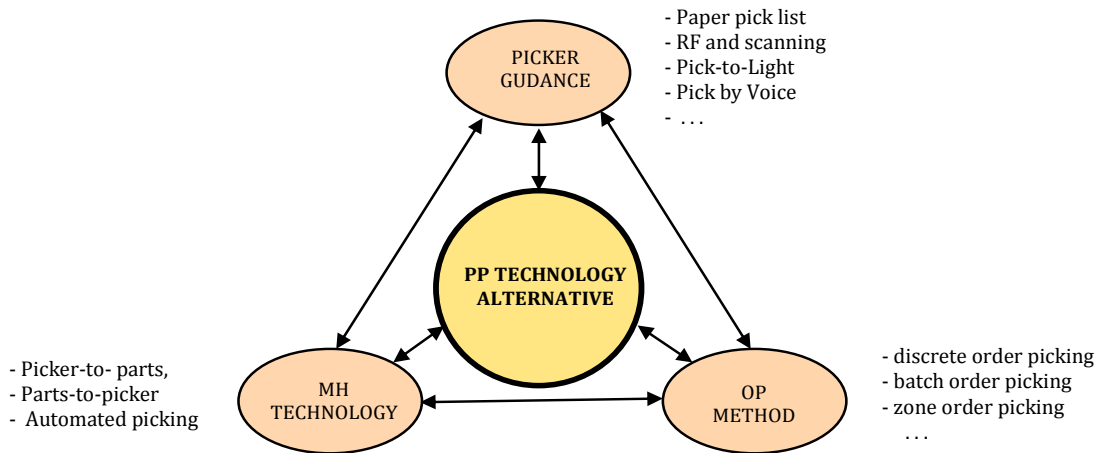 - Paper pick list
- RF and scanning
- Pick-to-Light
- Pick by Voice
- . . .
PICKER
GUDANCE
PP TECHNOLOGY
ALTERNATIVE
- Picker-to- parts,
- Parts-to-picker
- Automated picking
MH
TECHNOLOGY
OP
METHOD
- discrete order picking
- batch order picking
- zone order picking
. . .